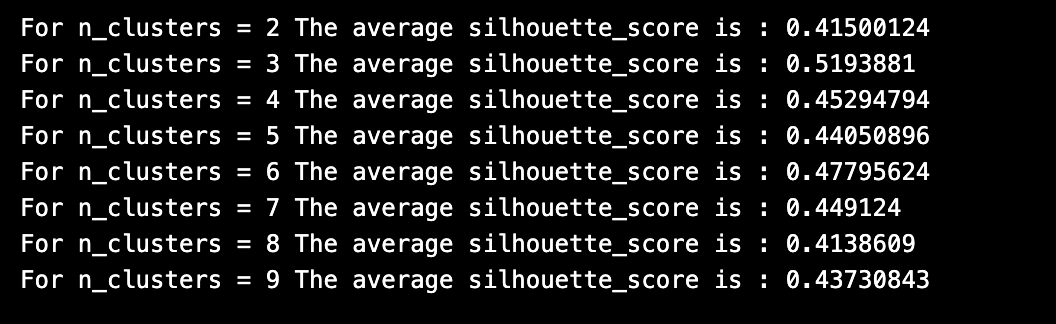 For n_clusters = 2 The average silhouette_score is : 0.41500124
For n_clusters = 3 The average silhouette_score is : 0.5193881
For n_clusters = 4 The average silhouette_score is : 0.45294794
For n_clusters = 5 The average silhouette_score is : 0.44050896
For n_clusters = 6 The average silhouette_score is : 0.47795624
For n_clusters = 7 The average silhouette_score is : 0.449124
For n_clusters = 8 The average silhouette_score is : 0.4138609
For n_clusters = 9 The average silhouette_score is : 0.43730843